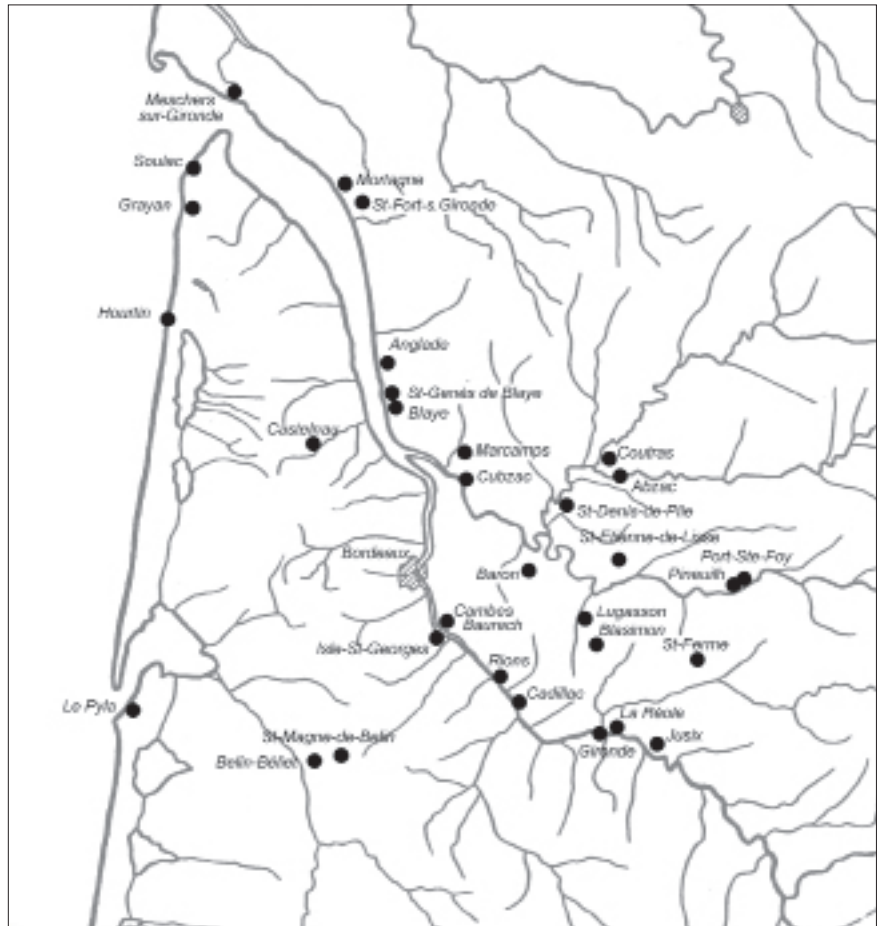 Meschers
sur-Gironde
Soulac
Mortagne
Grayan
St-Fort-s. Gironde
Hourtin
Anglade
St-Genès de Blaye
Blaye
Castelnau
Marcamps
Coutras
Cubzac
Abzac
St-Denis-de-Pile
St-Etienne-de-Lisse
Bordeaux
Port-Ste-Foy
Baron
Pineuilh
Cambes
Lugasson
Baurech
Blasimon
Isle-St-Georges
St-Ferme
Rions
Cadillac
Le Pyla
La Réole
St-Magne-de-Belin
Jusix
Gironde
Belin-Béliet